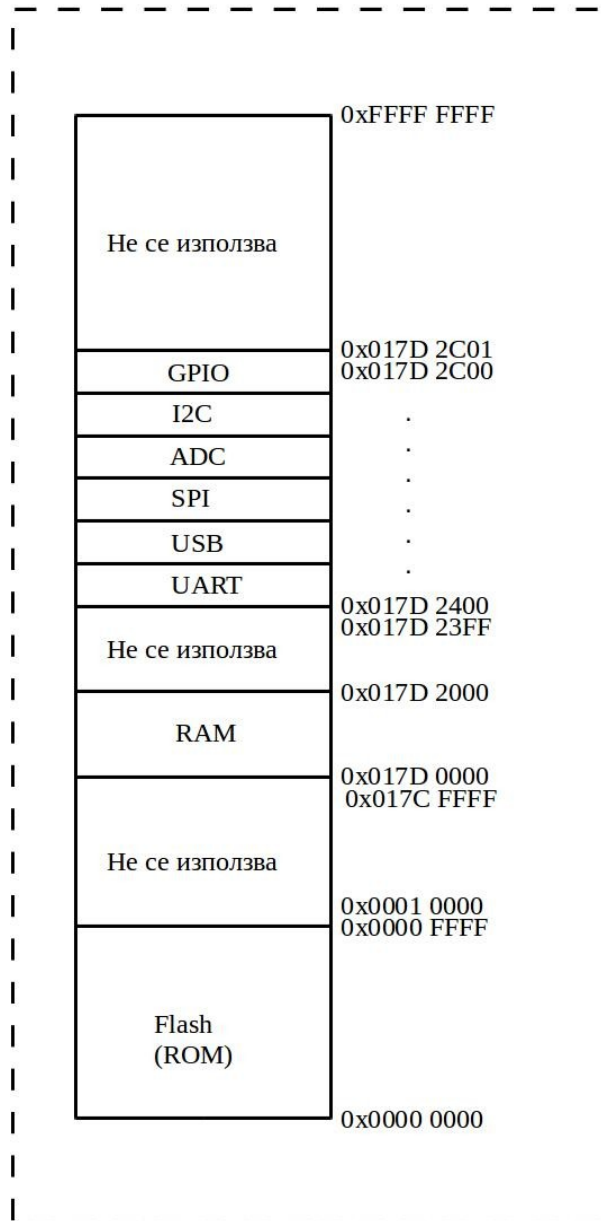 0xFFFF FFFF
Не се използва
0x017D 2C01
GPIO
0x017D 2C00
I2C
ADC
SPI
USB
UART
0x017D 2400
0x017D 23FF
Не се използва
0x017D 2000
RAM
0x017D 0000
0x017C FFFF
Не се използва
0x0001 0000
0x0000 FFFF
Flash
(ROM)
0x0000 0000